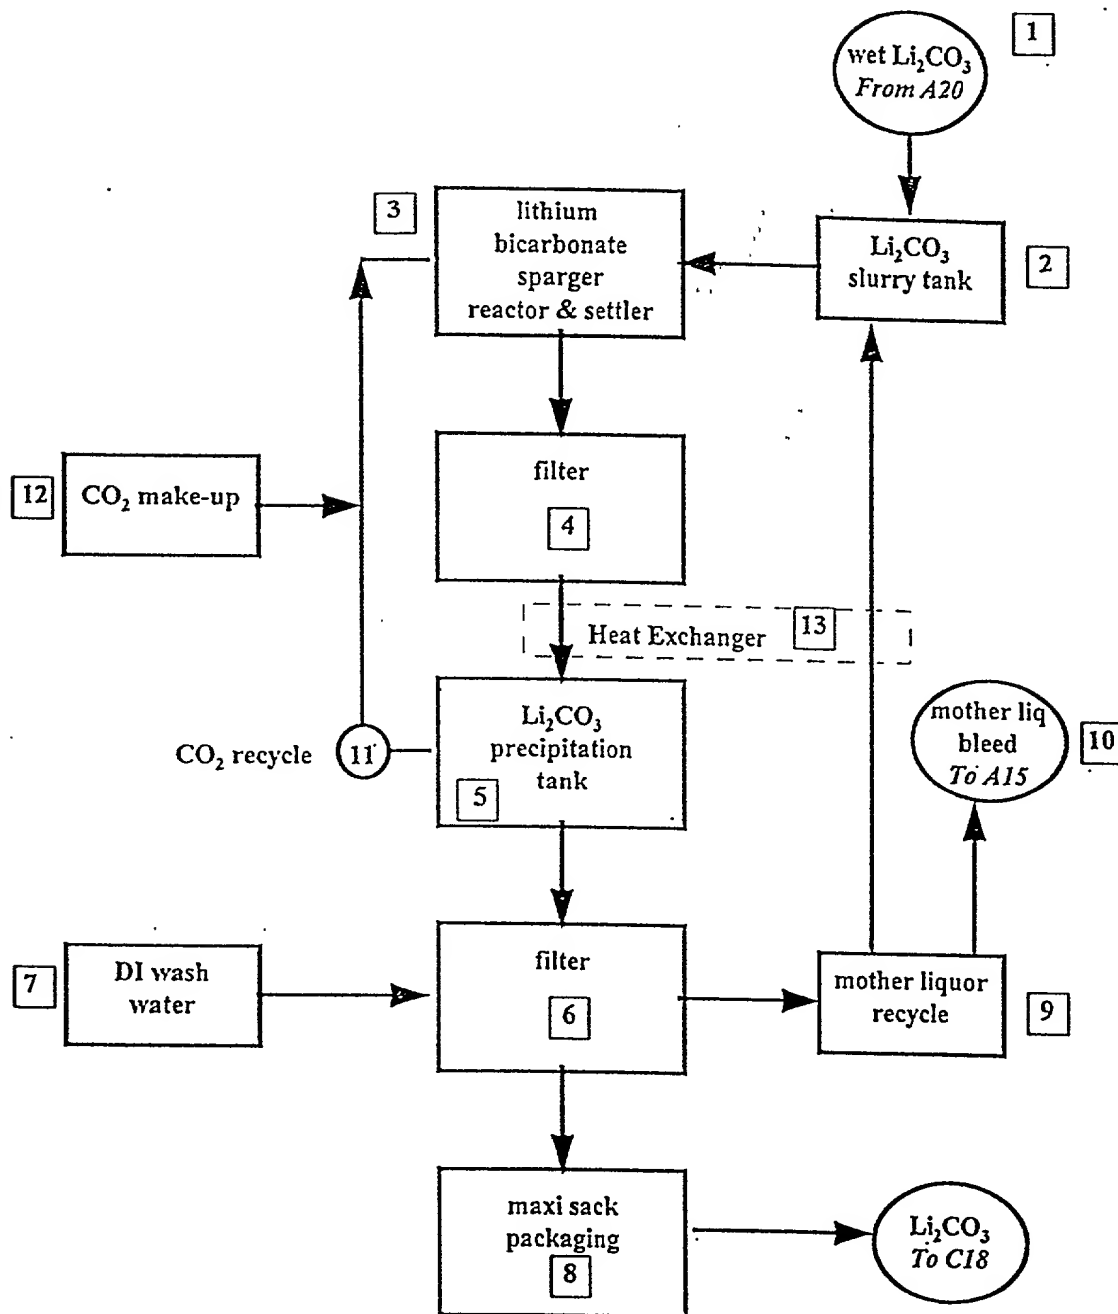 1
wet Li₂CO₃
From A20
3
lithium
bicarbonate
sparger
reactor & settler
Li₂CO₃
slurry tank
2
12
CO₂ make-up
filter
4
Heat Exchanger
13
CO₂ recycle
11
Li₂CO₃
precipitation
tank
5
mother liq
bleed
To A15
10
7
DI wash
water
filter
6
mother liquor
recycle
9
maxi sack
packaging
8
Li₂CO₃
To C18